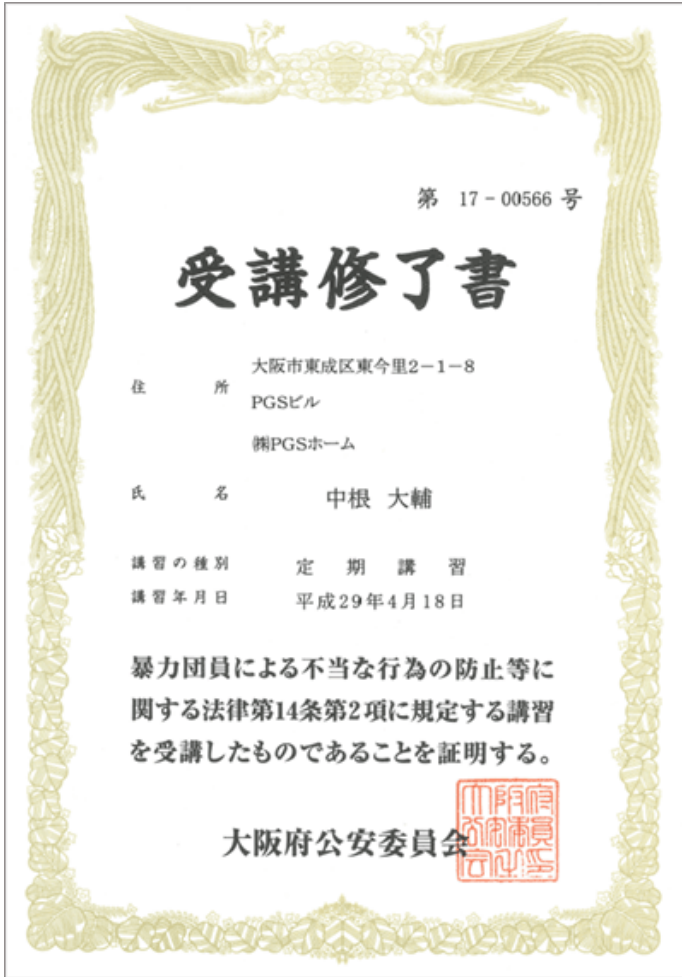 第 17-00566 号
受講修了書
住 所
大阪市東成区東今里2-1-8
PGSビル
㈱PGSホーム
氏 名 中根 大輔
講習の種別 定期講習
講習年月日 平成29年4月18日
暴力団員による不当な行為の防止等に
関する法律第14条第2項に規定する講習
を受講したものであることを証明する。
大阪府公安委員会